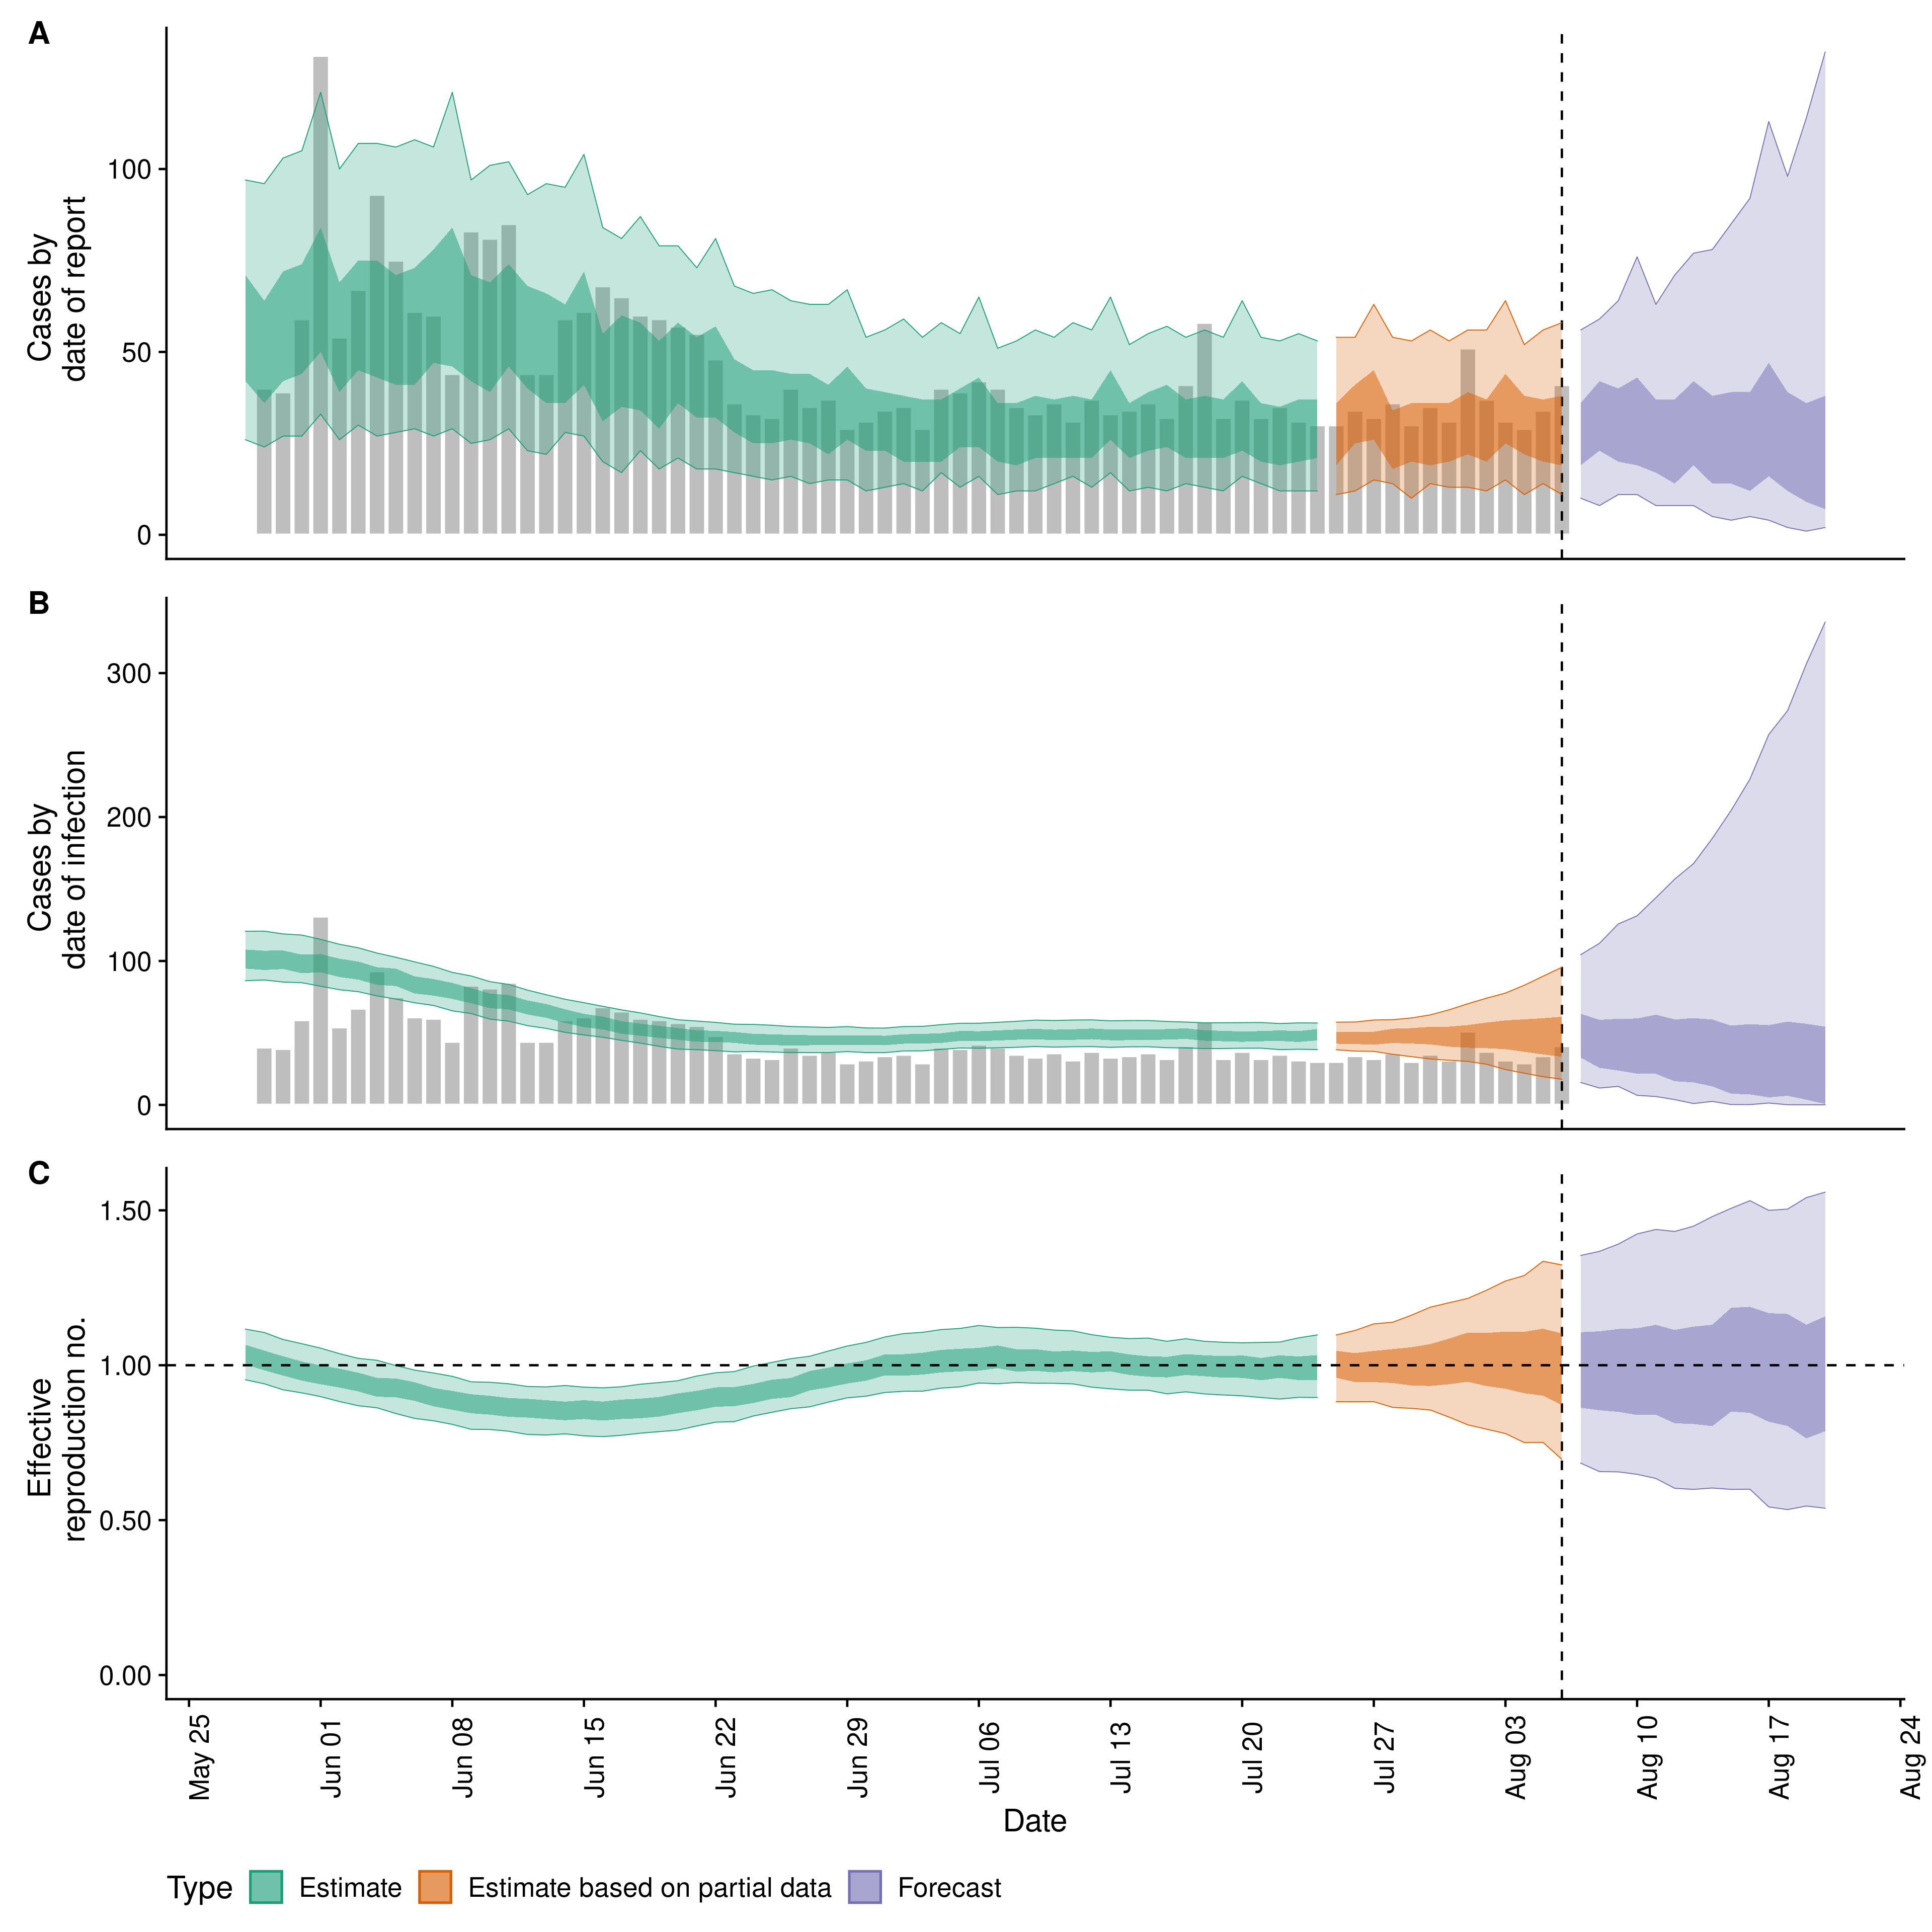 A
Cases by
date of report
100
50
0
B
Cases by
date of infection
300
200
100
0
C
Effective
reproduction no.
1.50
1.00
0.50
0.00
May 25
Jun 01
Jun 08
Jun 15
Jun 22
Jun 29
Jul 06
Jul 13
Jul 20
Jul 27
Aug 03
Aug 10
Aug 17
Aug 24
Date
Type Estimate Estimate based on partial data Forecast